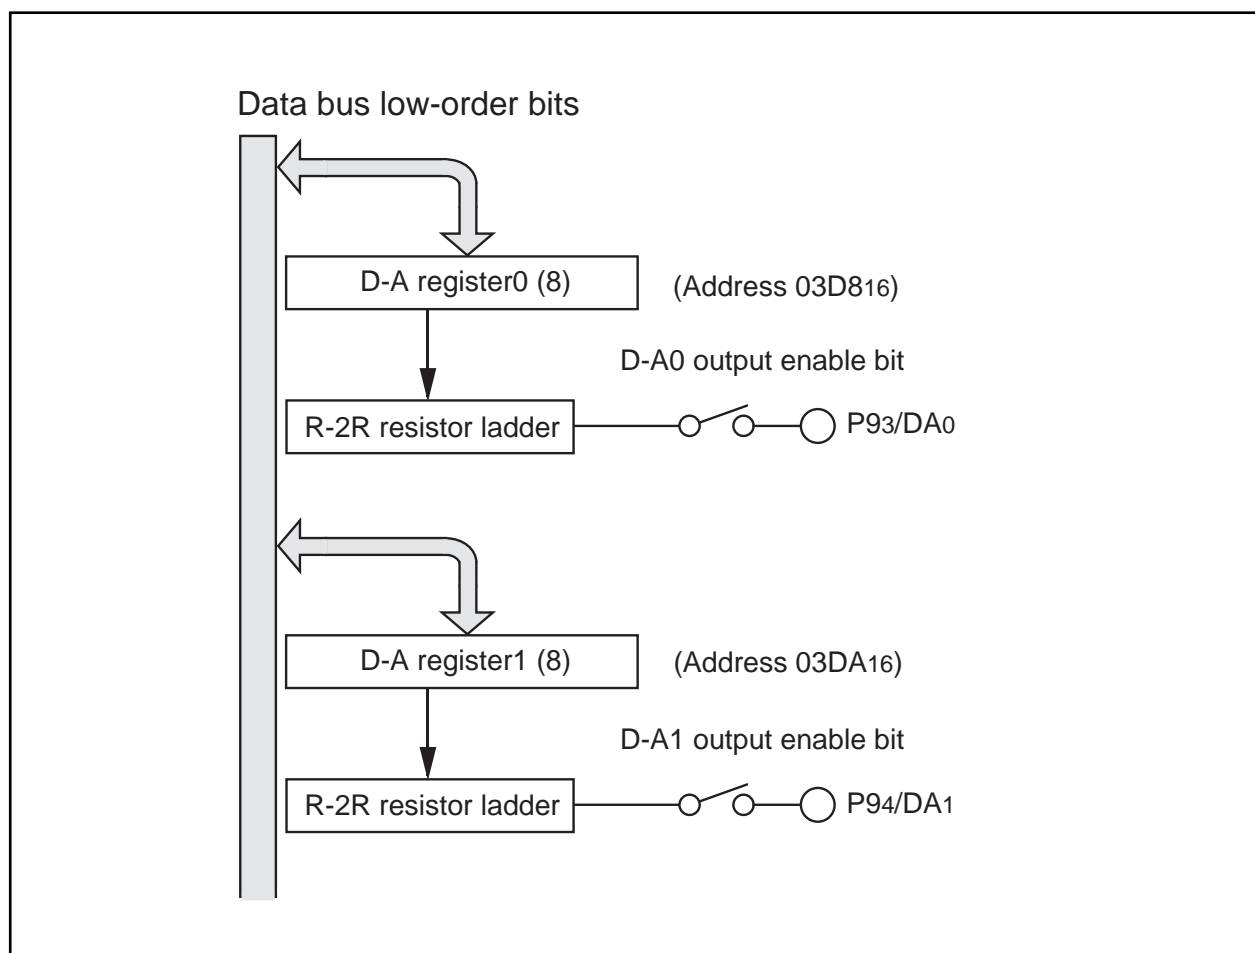 Data bus low-order bits
D-A register0 (8)
(Address 03D816)
D-A0 output enable bit
R-2R resistor ladder
P93/DA0
D-A register1 (8)
(Address 03DA16)
D-A1 output enable bit
R-2R resistor ladder
P94/DA1